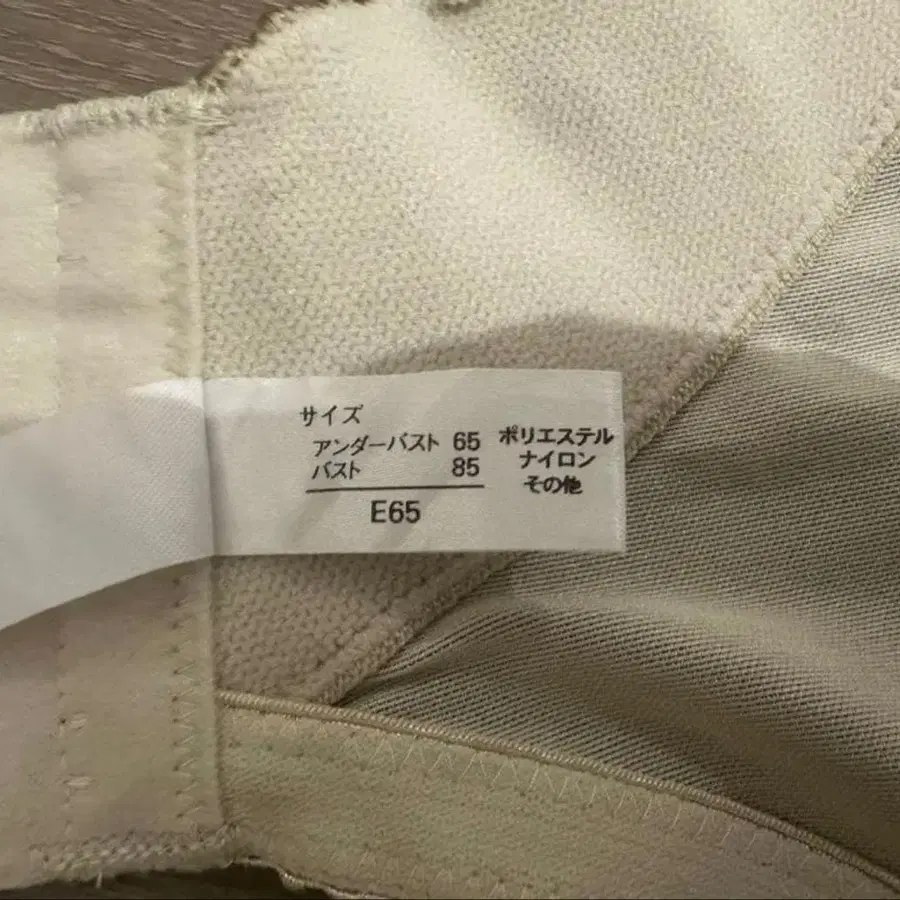 サイズ
アンダーバスト 65
バスト 85
E65
ポリエステル
ナイロン
その他